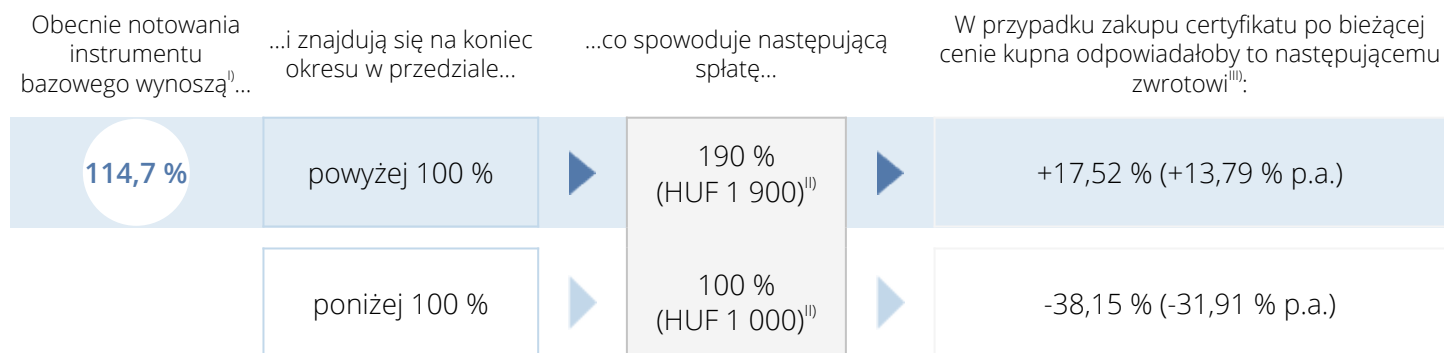 Obecnie notowania
instrumentu
bazowego wynoszą I)...
...i znajdują się na koniec
okresu w przedziale...
...co spowoduje następującą
spłatę...
W przypadku zakupu certyfikatu po bieżącej
cenie kupna odpowiadałoby to następującemu
zwrotowi III):
114,7 %
powyżej 100 %
190 %
(HUF 1 900) II)
+17,52 % (+13,79 % p.a.)
poniżej 100 %
100 %
(HUF 1 000) II)
-38,15 % (-31,91 % p.a.)